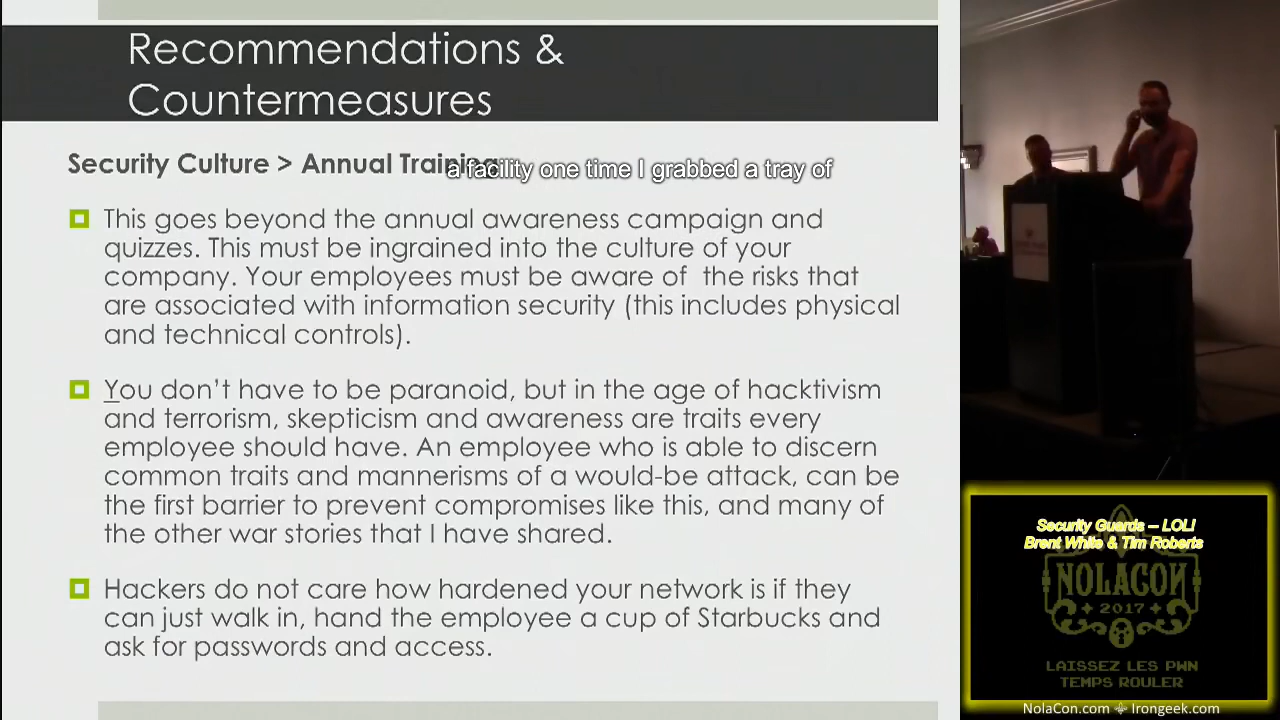 Recommendations &
Countermeasures
Security Culture > Annual Training
a facility one time I grabbed a tray of
This goes beyond the annual awareness campaign and
quizzes. This must be ingrained into the culture of your
company. Your employees must be aware of  the risks that
are associated with information security (this includes physical
and technical controls).
You don't have to be paranoid, but in the age of hacktivism
and terrorism, skepticism and awareness are traits every
employee should have. An employee who is able to discern
common traits and mannerisms of a would-be attack, can be
the first barrier to prevent compromises like this, and many of
the other war stories that I have shared.
Hackers do not care how hardened your network is if they
can just walk in, hand the employee a cup of Starbucks and
ask for passwords and access.
Security Guards -- LOL!
Brent White & Tim Roberts
NOLACON
2017
LAISSEZ LES PWN
TEMPS ROULER
NolaCon.com ⚜ Irongeek.com